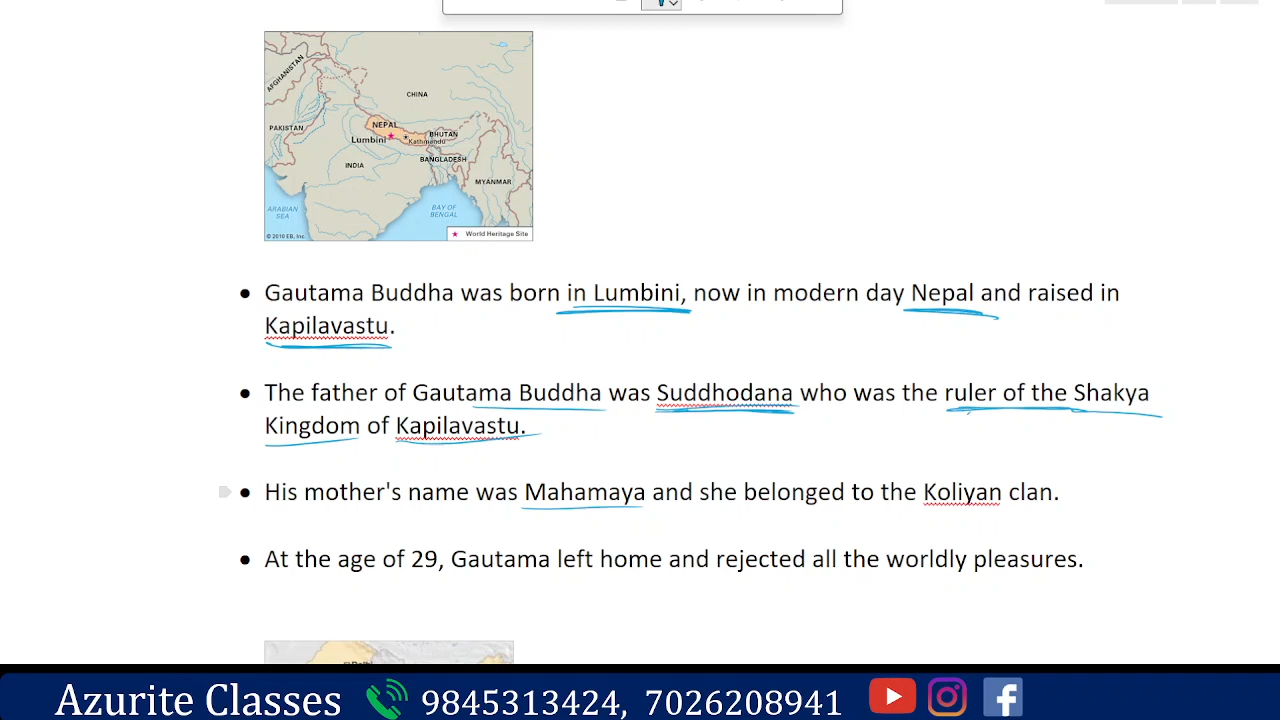 AFGHANISTAN
CHINA
NEPAL
PAKISTAN
Lumbini
BHUTAN
Kathmandu
INDIA
BANGLADESH
MYANMAR
ARABIAN
SEA
BAY OF
BENGAL
© 2010 EB, Inc.
World Heritage Site
• Gautama Buddha was born in Lumbini, now in modern day Nepal and raised in
Kapilavastu.
• The father of Gautama Buddha was Suddhodana who was the ruler of the Shakya
Kingdom of Kapilavastu.
• His mother's name was Mahamaya and she belonged to the Koliyan clan.
• At the age of 29, Gautama left home and rejected all the worldly pleasures.
Azurite Classes 9845313424, 7026208941